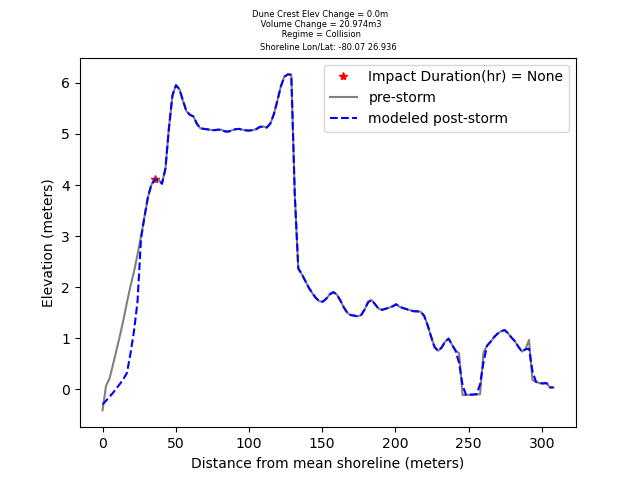 Dune Crest Elev Change = 0.0m
Volume Change = 20.974m3
Regime = Collision
Shoreline Lon/Lat: -80.07 26.936
Impact Duration(hr) = None
pre-storm
modeled post-storm
Elevation (meters)
6
5
4
3
2
1
0
0 50 100 150 200 250 300
Distance from mean shoreline (meters)